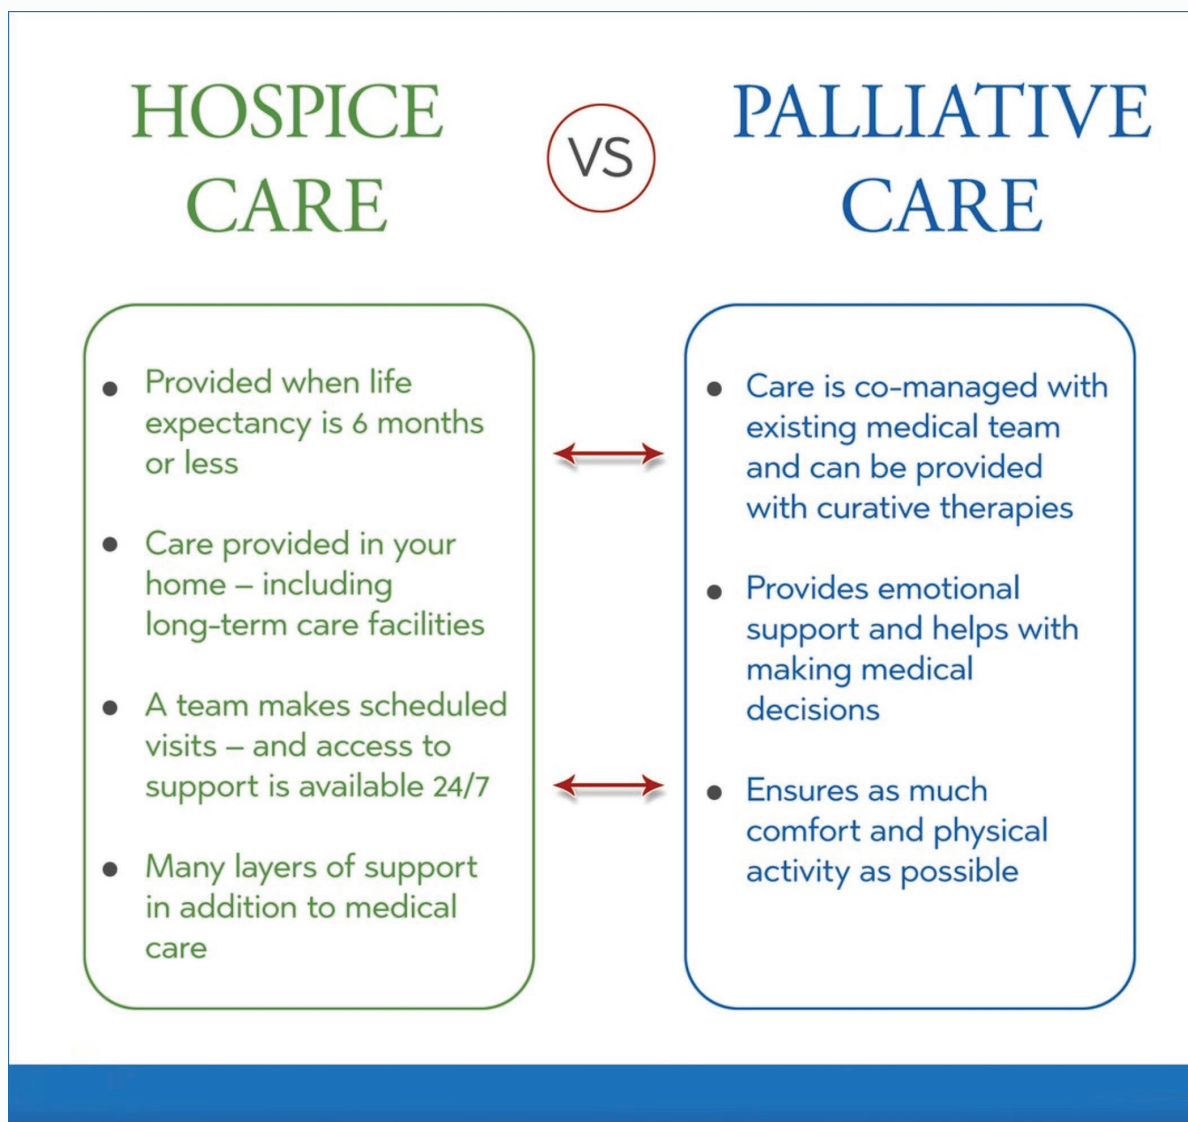 HOSPICE
CARE
VS
PALLIATIVE
CARE
• Provided when life
expectancy is 6 months
or less
• Care provided in your
home – including
long-term care facilities
• A team makes scheduled
visits – and access to
support is available 24/7
• Many layers of support
in addition to medical
care
• Care is co-managed with
existing medical team
and can be provided
with curative therapies
• Provides emotional
support and helps with
making medical
decisions
• Ensures as much
comfort and physical
activity as possible